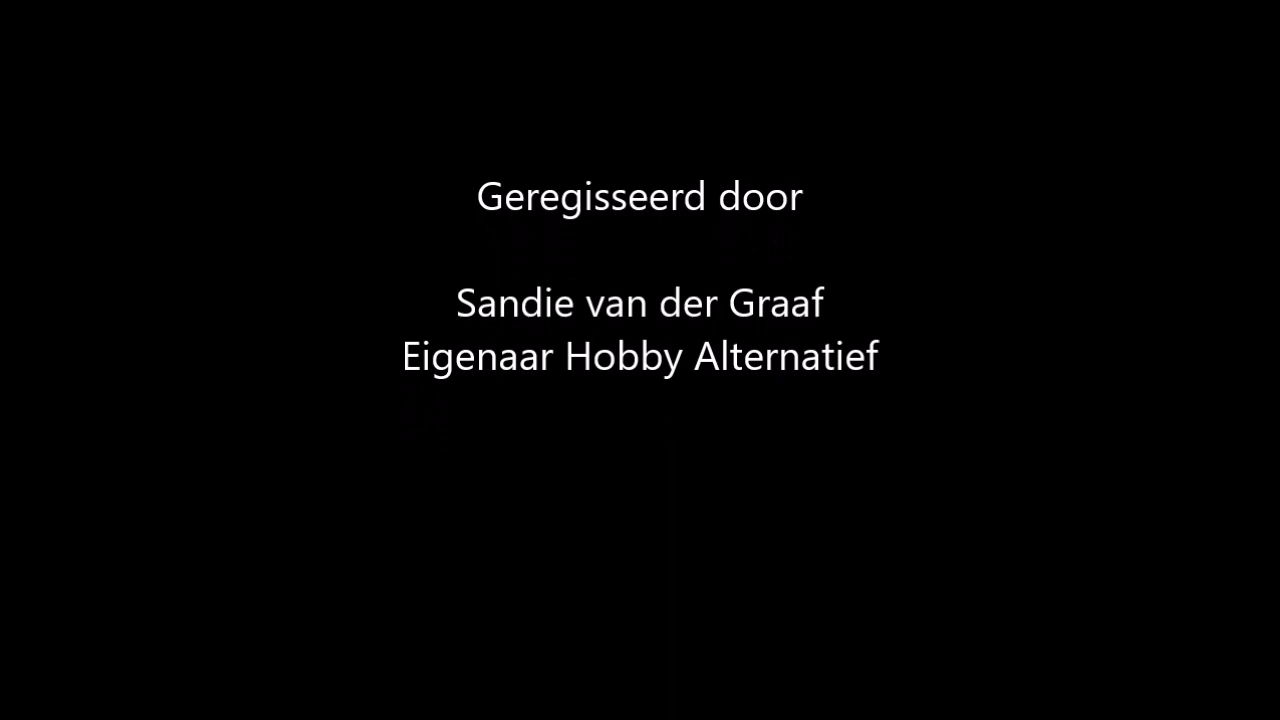 Geregisseerd door
Sandie van der Graaf
Eigenaar Hobby Alternatief